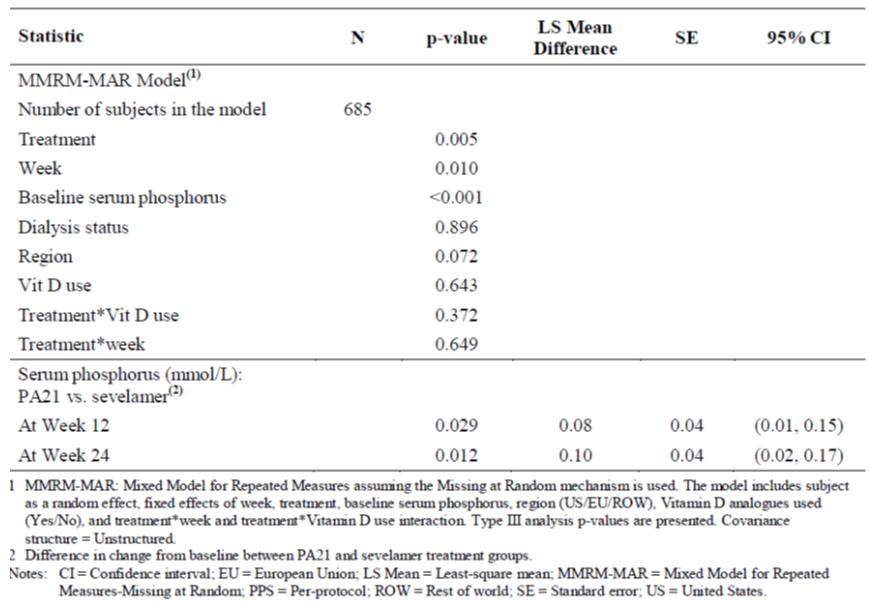 Statistic N p-value LS Mean Difference SE 95% CI
MMRM-MAR Model(1)
Number of subjects in the model 685
Treatment 0.005
Week 0.010
Baseline serum phosphorus <0.001
Dialysis status 0.896
Region 0.072
Vit D use 0.643
Treatment*Vit D use 0.372
Treatment*week 0.649
Serum phosphorus (mmol/L):
PA21 vs. sevelamer(2)
At Week 12 0.029 0.08 0.04 (0.01, 0.15)
At Week 24 0.012 0.10 0.04 (0.02, 0.17)
1 MMRM-MAR: Mixed Model for Repeated Measures assuming the Missing at Random mechanism is used. The model includes subject
as a random effect, fixed effects of week, treatment, baseline serum phosphorus, region (US/EU/ROW), Vitamin D analogues used
(Yes/No), and treatment*week and treatment*Vitamin D use interaction. Type III analysis p-values are presented. Covariance
structure = Unstructured.
2 Difference in change from baseline between PA21 and sevelamer treatment groups.
Notes: CI = Confidence interval; EU = European Union; LS Mean = Least-square mean; MMRM-MAR = Mixed Model for Repeated
Measures-Missing at Random; PPS = Per-protocol; ROW = Rest of world; SE = Standard error; US = United States.